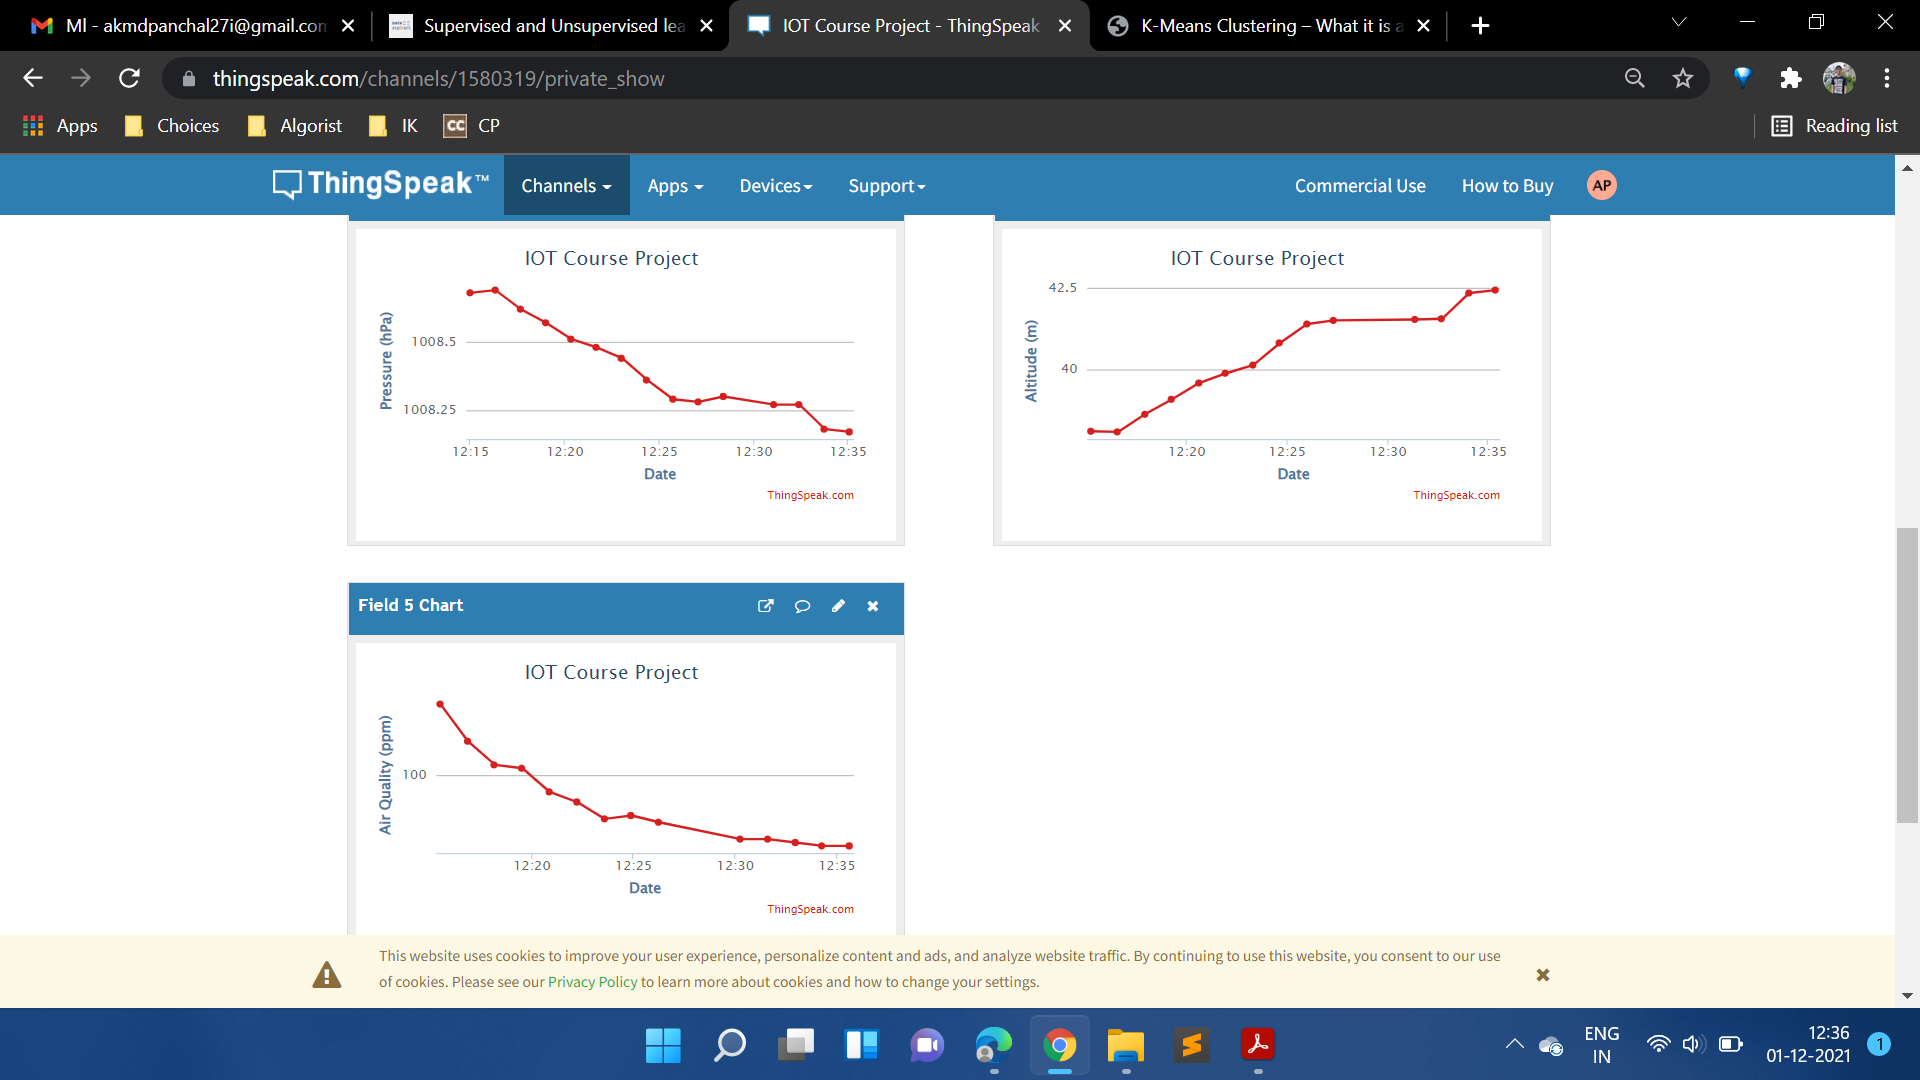 MI - akmdpanchal27i@gmail.com
Supervised and Unsupervised lea
IOT Course Project - ThingSpeak
K-Means Clustering – What it is a
thingspeak.com/channels/1580319/private_show
Apps
Choices
Algorist
IK
CC CP
Reading list
ThingSpeak™
Channels
Apps
Devices
Support
Commercial Use
How to Buy
AP
IOT Course Project
Pressure (hPa)
1008.5
1008.25
12:15 12:20 12:25 12:30 12:35
Date
ThingSpeak.com
IOT Course Project
Altitude (m)
42.5
40
12:20 12:25 12:30 12:35
Date
ThingSpeak.com
Field 5 Chart
IOT Course Project
Air Quality (ppm)
100
12:20 12:25 12:30 12:35
Date
ThingSpeak.com
This website uses cookies to improve your user experience, personalize content and ads, and analyze website traffic. By continuing to use this website, you consent to our use
of cookies. Please see our Privacy Policy to learn more about cookies and how to change your settings.
ENG
IN
12:36
01-12-2021
1